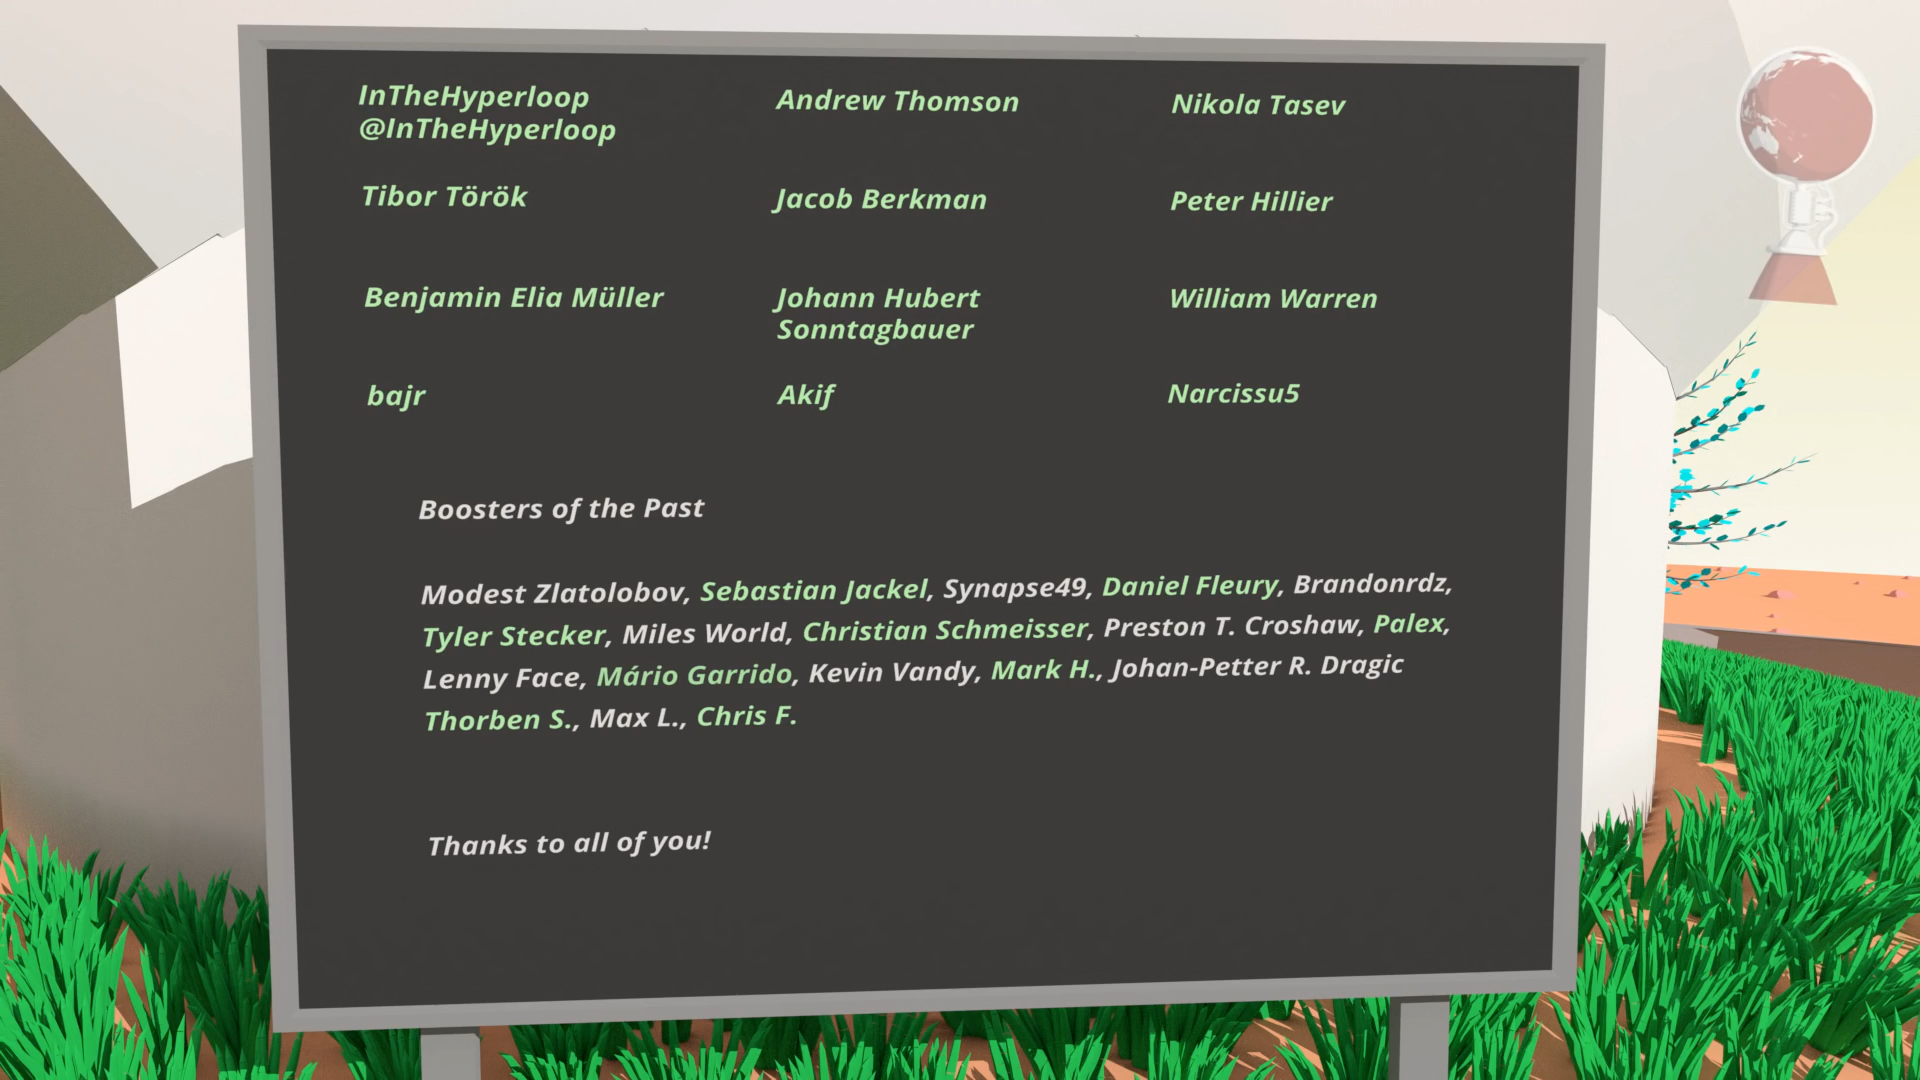 InTheHyperloop Andrew Thomson Nikola Tasev
@InTheHyperloop
Tibor Török Jacob Berkman Peter Hillier
Benjamin Elia Müller Johann Hubert William Warren
Sonntagbauer
bajr Akif Narcissu5
Boosters of the Past
Modest Zlatolobov, Sebastian Jackel, Synapse49, Daniel Fleury, Brandonrdz,
Tyler Stecker, Miles World, Christian Schmeisser, Preston T. Croshaw, Palex,
Lenny Face, Mário Garrido, Kevin Vandy, Mark H., Johan-Petter R. Dragic
Thorben S., Max L., Chris F.
Thanks to all of you!